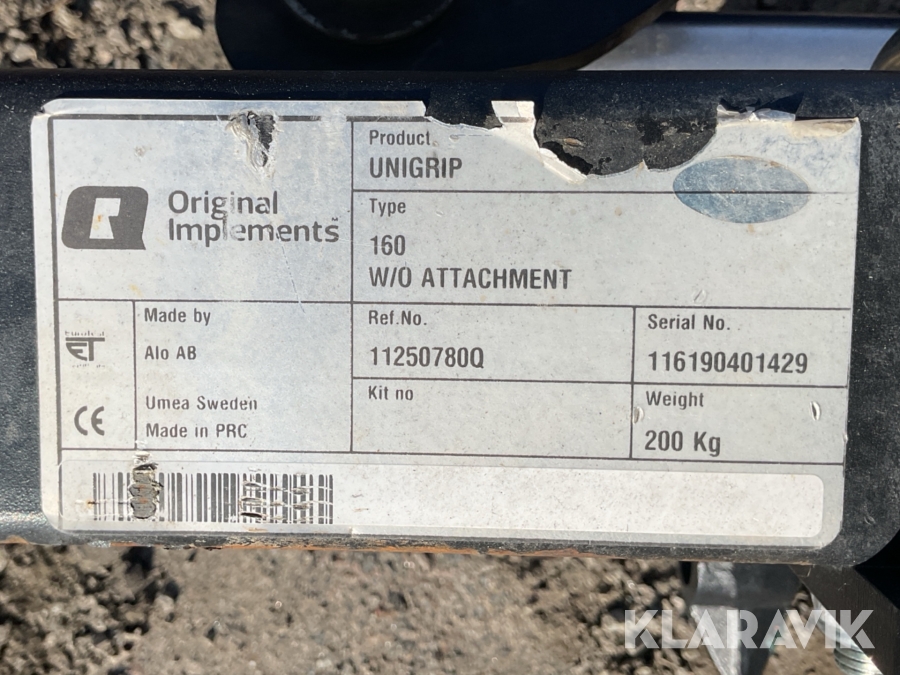 Original
Implements
Product
UNIGRIP
Type
160
W/O ATTACHMENT
Made by
Alo AB
Umea Sweden
Made in PRC
Ref.No.
11250780Q
Serial No.
116190401429
Kit no
Weight
200 Kg
ET
CE
KLARAVIK